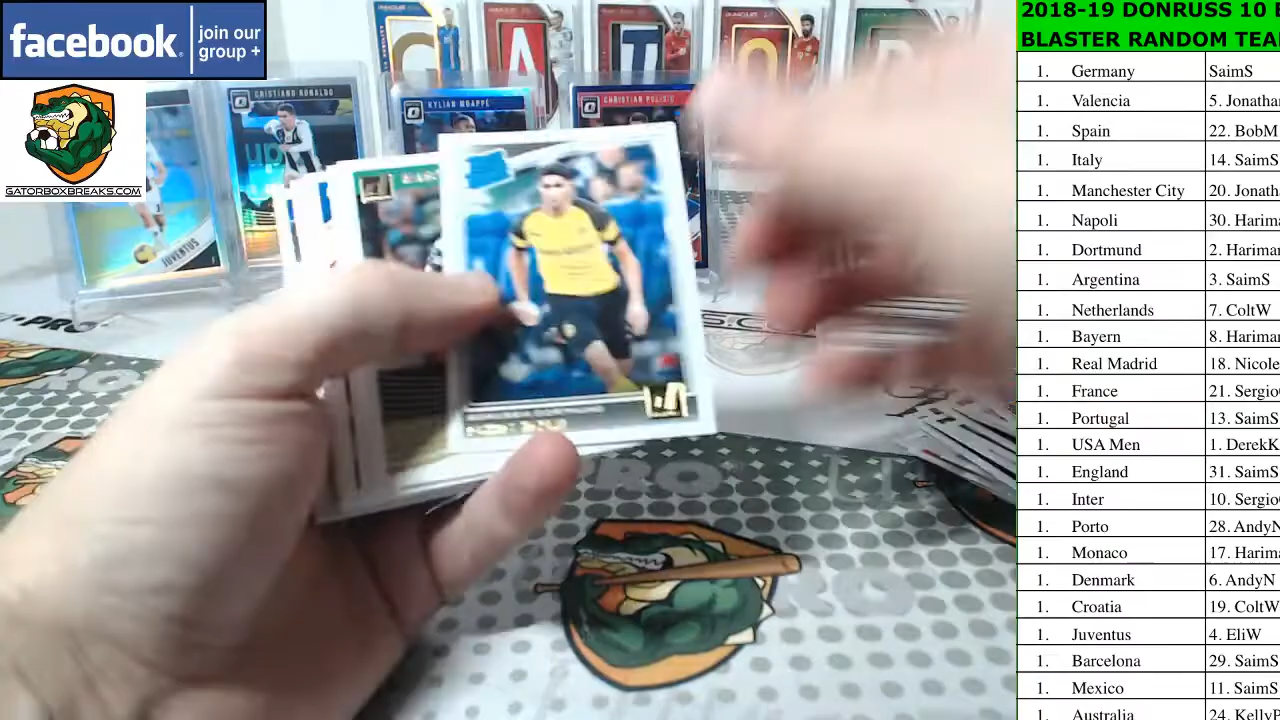 facebook. join our group +
GATORBOXBREAKS.COM
CRISTIANO RONALDO
KYLIAN MBAPPÉ
CHRISTIAN PULISIC
JUVENTUS
PRO
2018-19 DONRUSS 10
BLASTER RANDOM TEA
1. Germany SaimS
1. Valencia 5. Jonatha
1. Spain 22. BobM
1. Italy 14. SaimS
1. Manchester City 20. Jonath
1. Napoli 30. Harim
1. Dortmund 2. Hariman
1. Argentina 3. SaimS
1. Netherlands 7. ColtW
1. Bayern 8. Harimar
1. Real Madrid 18. Nicole
1. France 21. Sergio
1. Portugal 13. SaimS
1. USA Men 1. DerekK
1. England 31. SaimS
1. Inter 10. Sergio
1. Porto 28. AndyN
1. Monaco 17. Harima
1. Denmark 6. AndyN
1. Croatia 19. ColtW
1. Juventus 4. EliW
1. Barcelona 29. SaimS
1. Mexico 11. SaimS
1. Australia 24. KellyP